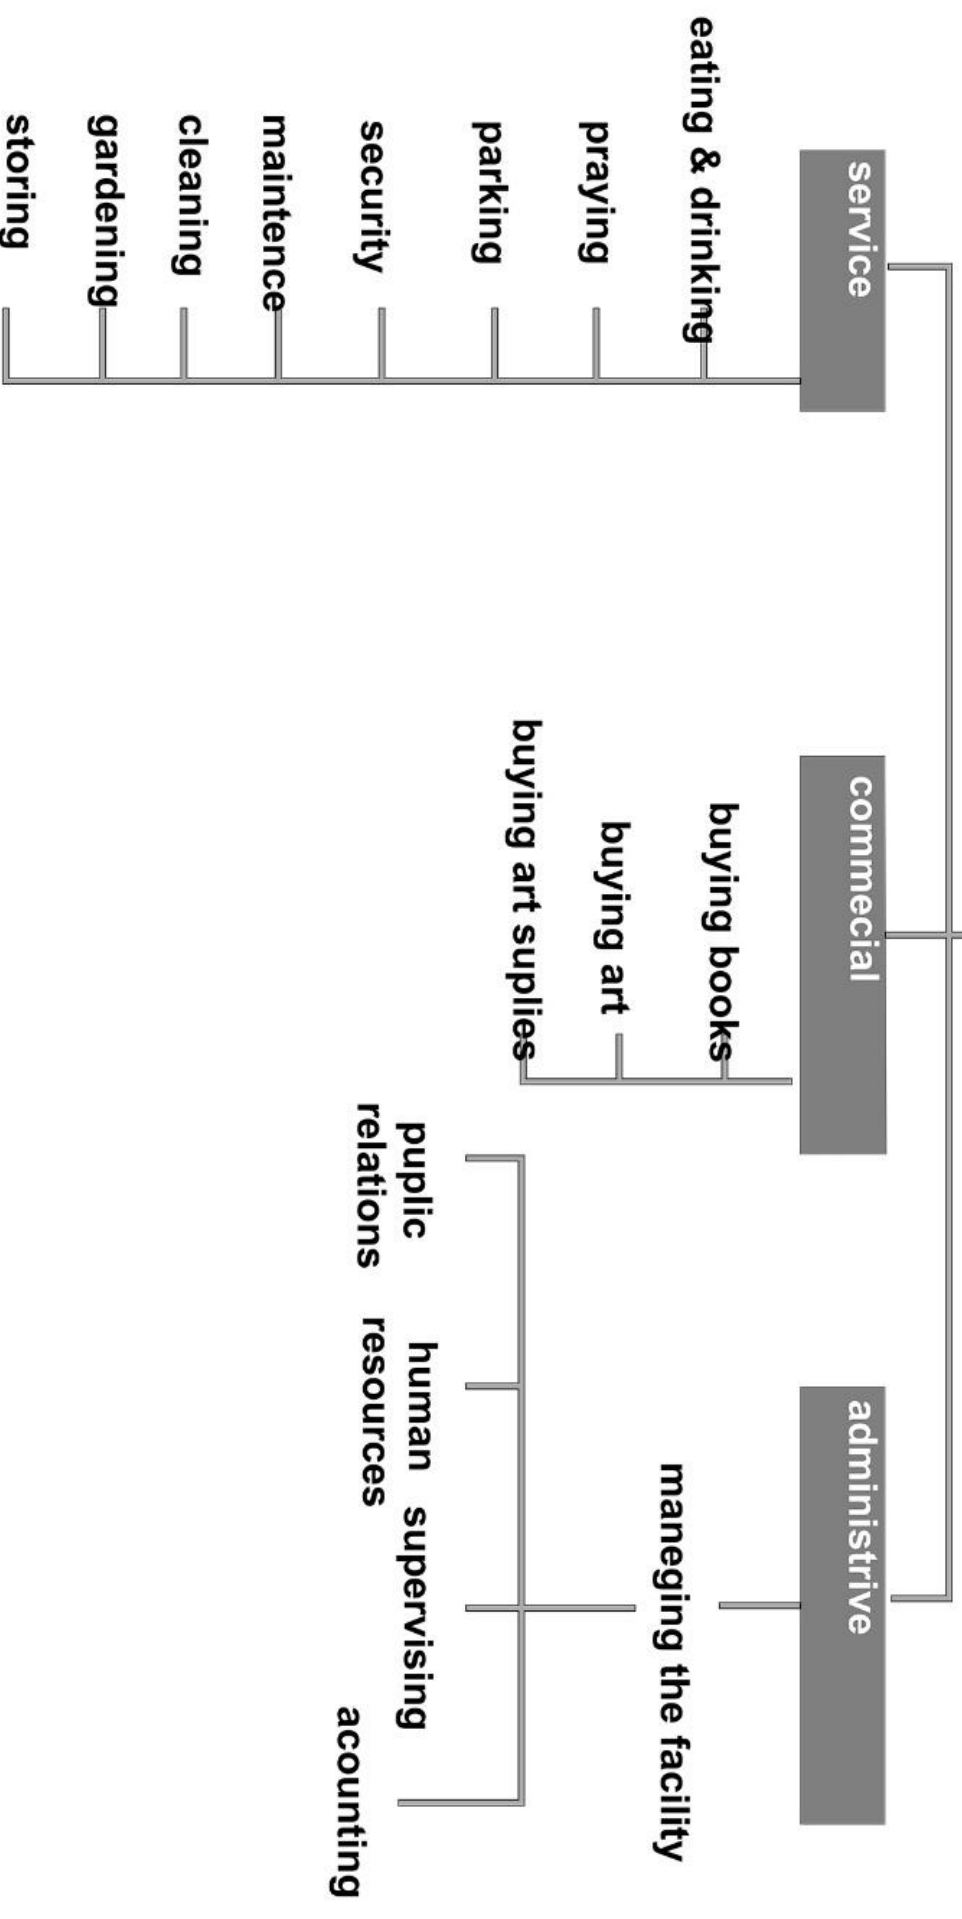 service
eating & drinking
praying
parking
security
maintence
cleaning
gardening
storing
commecial
buying books
buying art
buying art suplies
administrive
maneging the facility
puplic
relations
human
resources
supervising
acounting